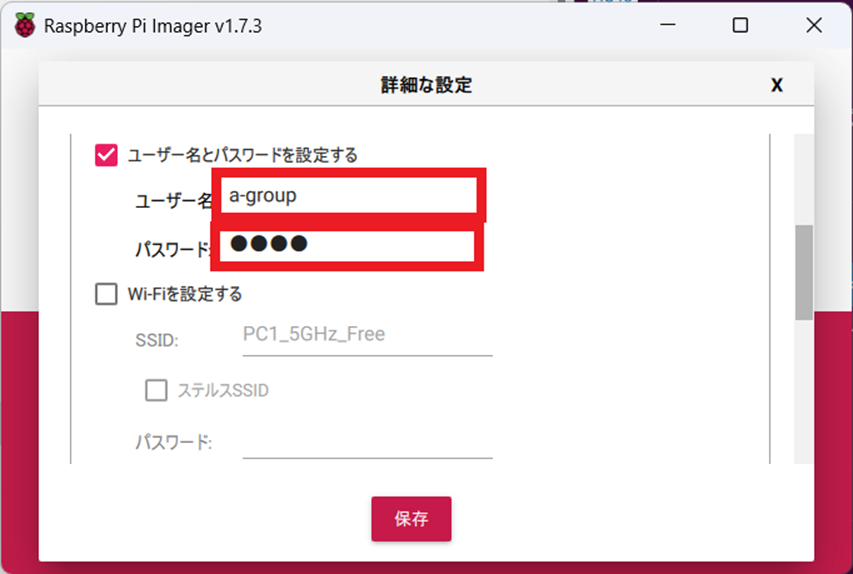 Raspberry Pi Imager v1.7.3
詳細な設定 X
ユーザー名とパスワードを設定する
ユーザー名 a-group
パスワード: ●●●●
Wi-Fiを設定する
SSID: PC1_5GHz_Free
ステルスSSID
パスワード:
保存